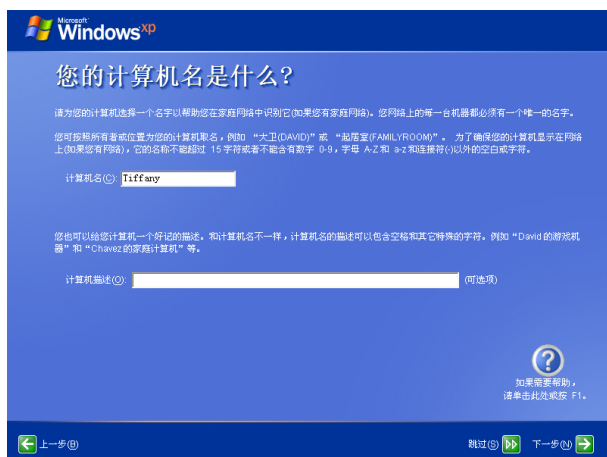 Microsoft
Windows xp
您的计算机名是什么?
请为您的计算机选择一个名字以帮助您在家庭网络中识别它(如果您有家庭网络)。您网络上的每一台机器都必须有一个唯一的名字。
您可按照所有者或位置为您的计算机取名，例如 “大卫(DAVID)”或 “起居室(FAMILYROOM)”。 为了确保您的计算机显示在网络
上(如果您有网络)，它的名称不能超过 15 字符或者不能含有数字 0-9，字母 A-Z 和 a-z 和连接符(-)以外的空白或字符。
计算机名(C): Tiffany
您也可以给您计算机一个好记的描述。和计算机名不一样，计算机名的描述可以包含空格和其它特殊的字符。例如“David 的游戏机
器”和“Chavez的家庭计算机”等。
计算机描述(O): (可选项)
如果需要帮助，
请单击此处或按 F1。
上一步(B) 跳过(S) 下一步(N)